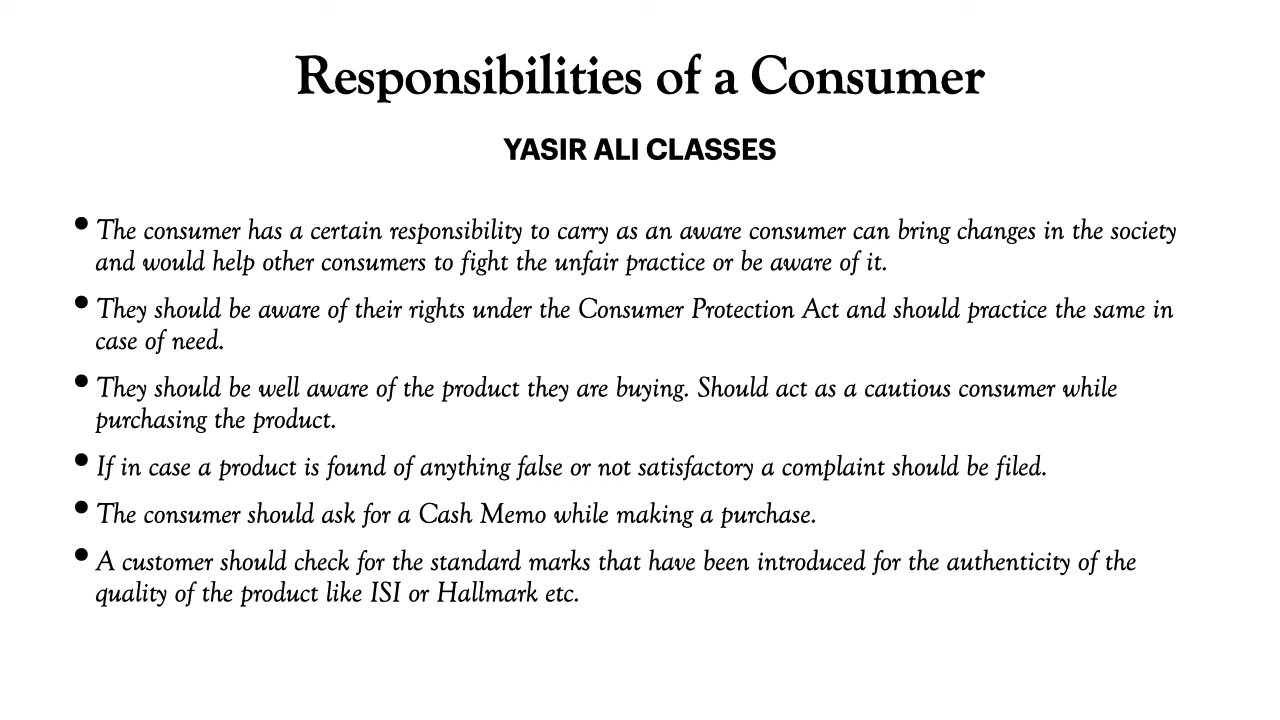 Responsibilities of a Consumer
YASIR ALI CLASSES
• The consumer has a certain responsibility to carry as an aware consumer can bring changes in the society
and would help other consumers to fight the unfair practice or be aware of it.
• They should be aware of their rights under the Consumer Protection Act and should practice the same in
case of need.
• They should be well aware of the product they are buying. Should act as a cautious consumer while
purchasing the product.
• If in case a product is found of anything false or not satisfactory a complaint should be filed.
• The consumer should ask for a Cash Memo while making a purchase.
• A customer should check for the standard marks that have been introduced for the authenticity of the
quality of the product like ISI or Hallmark etc.